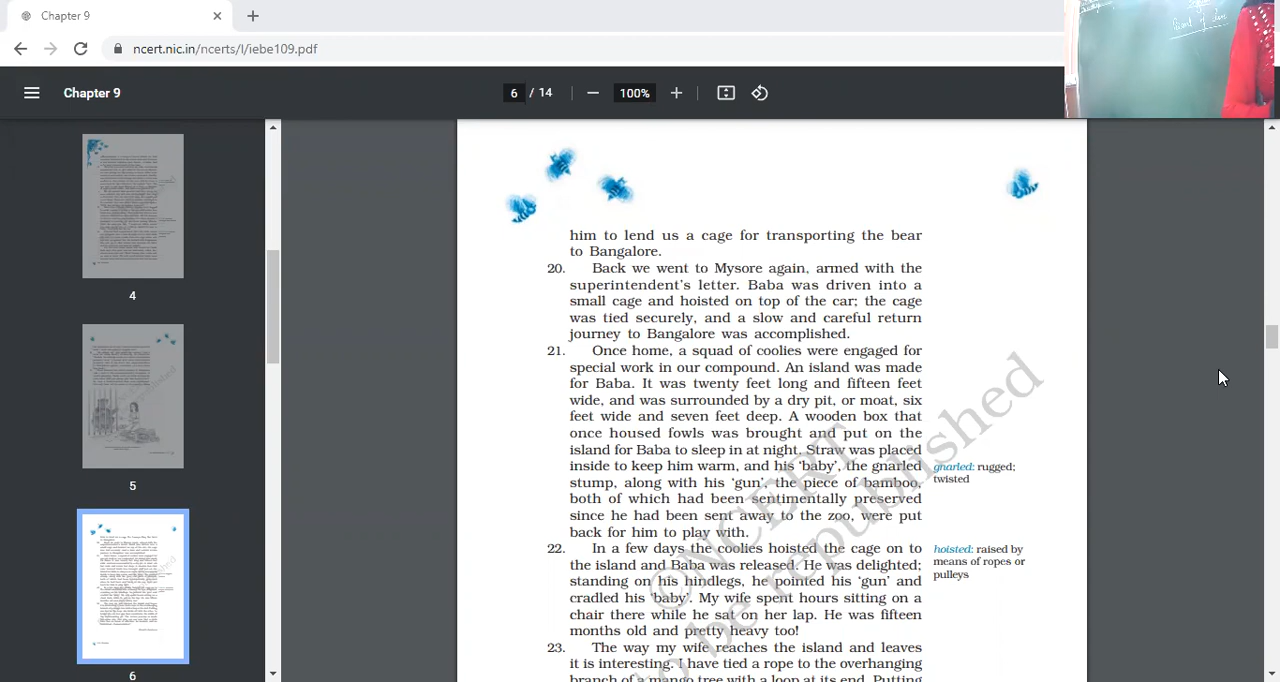 Chapter 9
ncert.nic.in/ncerts/l/iebe109.pdf
Chapter 9
6 / 14
100%
4
5
6
him to lend us a cage for transporting the bear
to Bangalore.
20. Back we went to Mysore again, armed with the
superintendent's letter. Baba was driven into a
small cage and hoisted on top of the car; the cage
was tied securely, and a slow and careful return
journey to Bangalore was accomplished.
21. Once home, a squad of coolies were engaged for
special work in our compound. An island was made
for Baba. It was twenty feet long and fifteen feet
wide, and was surrounded by a dry pit, or moat, six
feet wide and seven feet deep. A wooden box that
once housed fowls was brought and put on the
island for Baba to sleep in at night. Straw was placed
inside to keep him warm, and his 'baby', the gnarled
stump, along with his 'gun', the piece of bamboo,
both of which had been sentimentally preserved
since he had been sent away to the zoo, were put
back for him to play with.
gnarled: rugged;
twisted
22. In a few days the coolies hoisted the cage on to
the island and Baba was released. He was delighted;
standing on his hindlegs, he pointed his 'gun' and
cradled his 'baby'. My wife spent hours sitting on a
chair there while he sat on her lap. He was fifteen
months old and pretty heavy too!
hoisted: raised by
means of ropes or
pulleys
23. The way my wife reaches the island and leaves
it is interesting. I have tied a rope to the overhanging
branch of a mango tree with a loop at its end. Putting
© NCERT
be republished